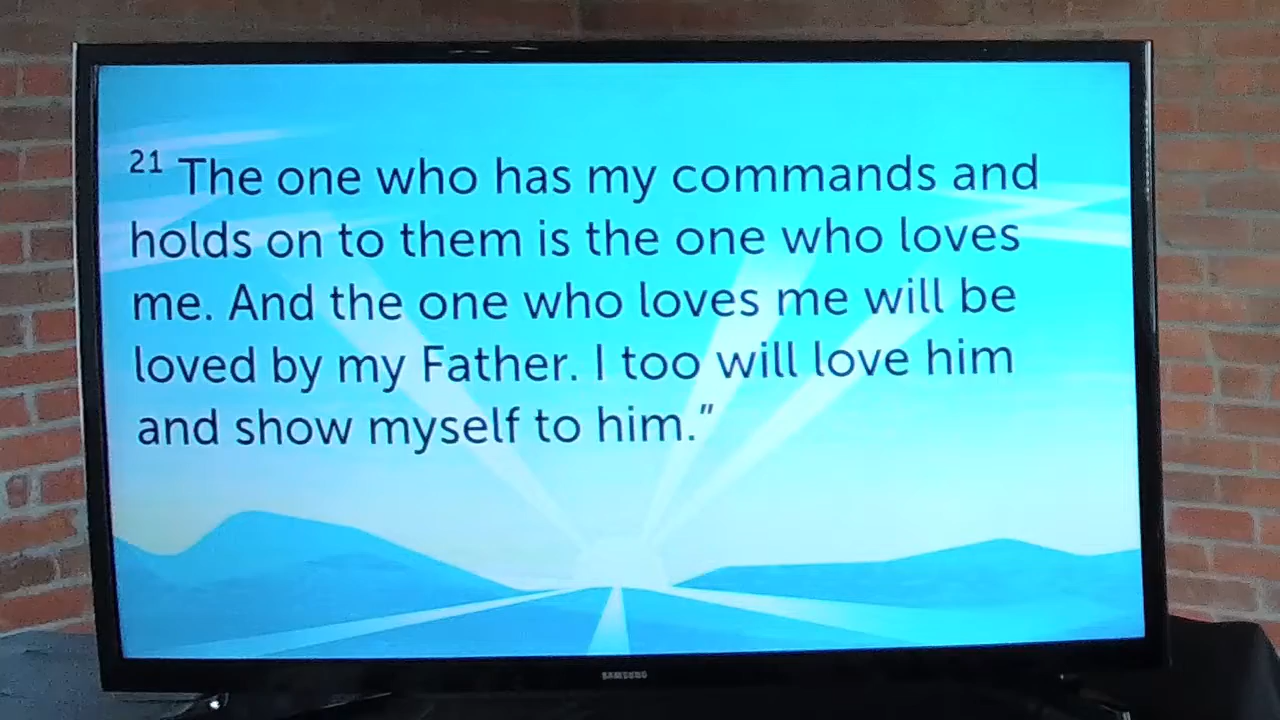 21 The one who has my commands and
holds on to them is the one who loves
me. And the one who loves me will be
loved by my Father. I too will love him
and show myself to him."
SAMSUNG